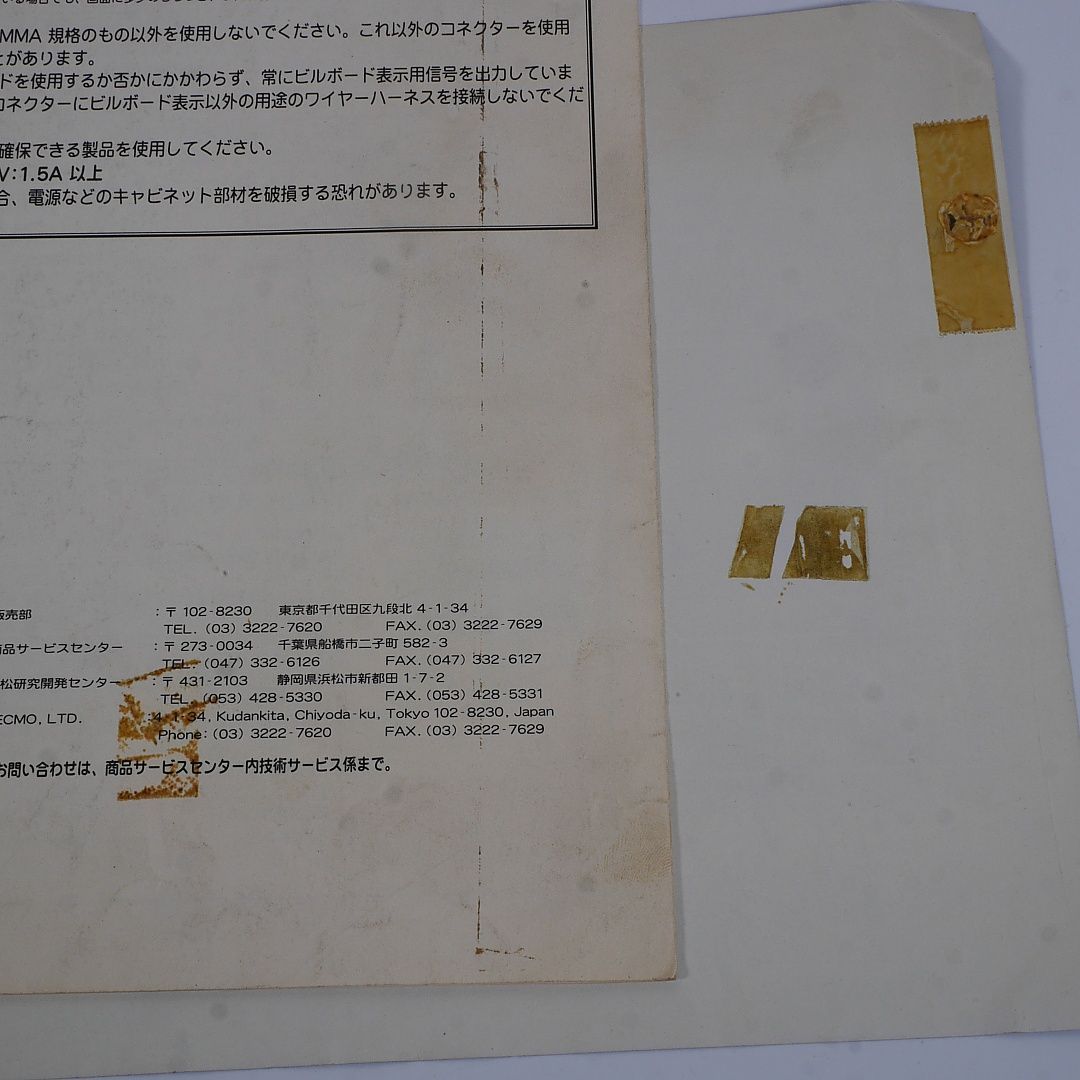 MMA 規格のもの以外を使用しないでください。これ以外のコネクターを使用
とがあります。
ドを使用するか否かにかかわらず、常にビルボード表示用信号を出力していま
コネクターにビルボード表示以外の用途のワイヤーハーネスを接続しないでくだ
確保できる製品を使用してください。
V:1.5A 以上
合、電源などのキャビネット部材を破損する恐れがあります。
販売部 :〒102-8230 東京都千代田区九段北 4-1-34
TEL. (03) 3222-7620 FAX. (03) 3222-7629
商品サービスセンター :〒273-0034 千葉県船橋市二子町 582-3
TEL. (047) 332-6126 FAX. (047) 332-6127
松研究開発センター :〒431-2103 静岡県浜松市新都田 1-7-2
TEL. (053) 428-5330 FAX. (053) 428-5331
ECMO, LTD. :4-1-34, Kudankita, Chiyoda-ku, Tokyo 102-8230, Japan
Phone: (03) 3222-7620 FAX. (03) 3222-7629
お問い合わせは、商品サービスセンター内技術サービス係まで。